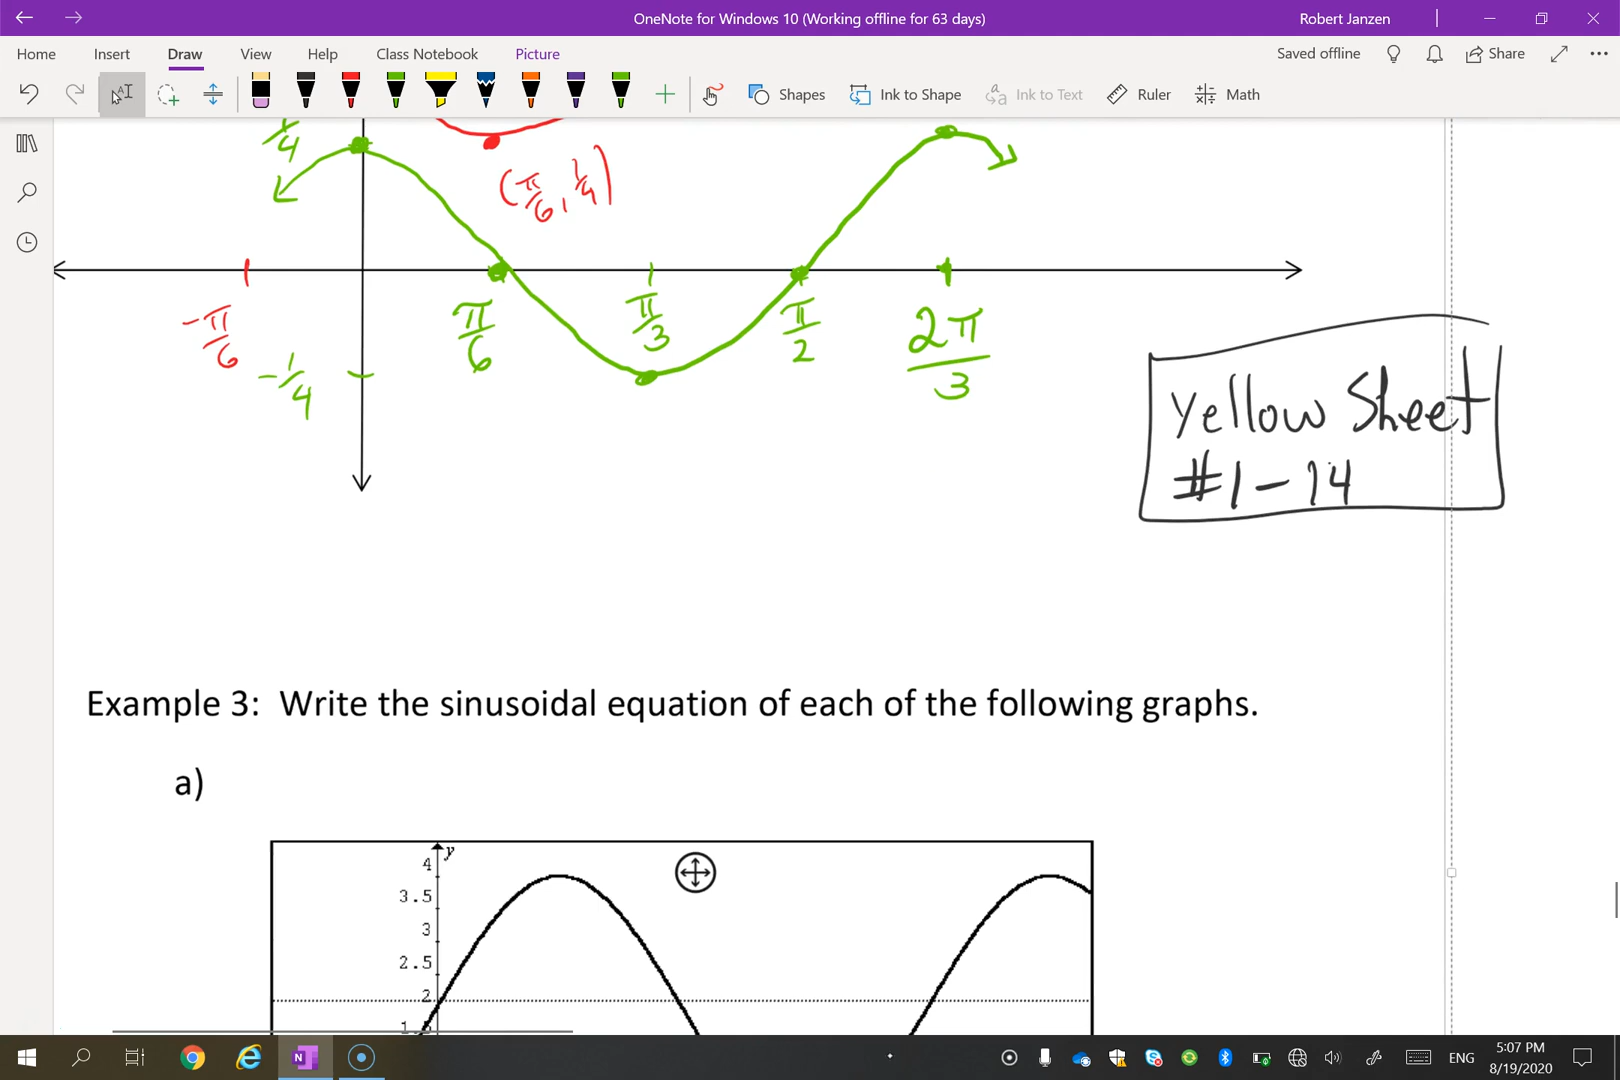 OneNote for Windows 10 (Working offline for 63 days)
Robert Janzen
Home Insert Draw View Help Class Notebook Picture
Saved offline Share
Shapes Ink to Shape Ink to Text Ruler Math
1/4
(π/6, 1/4)
-π/6 π/6 π/3 π/2 2π/3
-1/4
Yellow Sheet
#1-14
Example 3: Write the sinusoidal equation of each of the following graphs.
a)
y
4
3.5
3
2.5
2
ENG
5:07 PM
8/19/2020